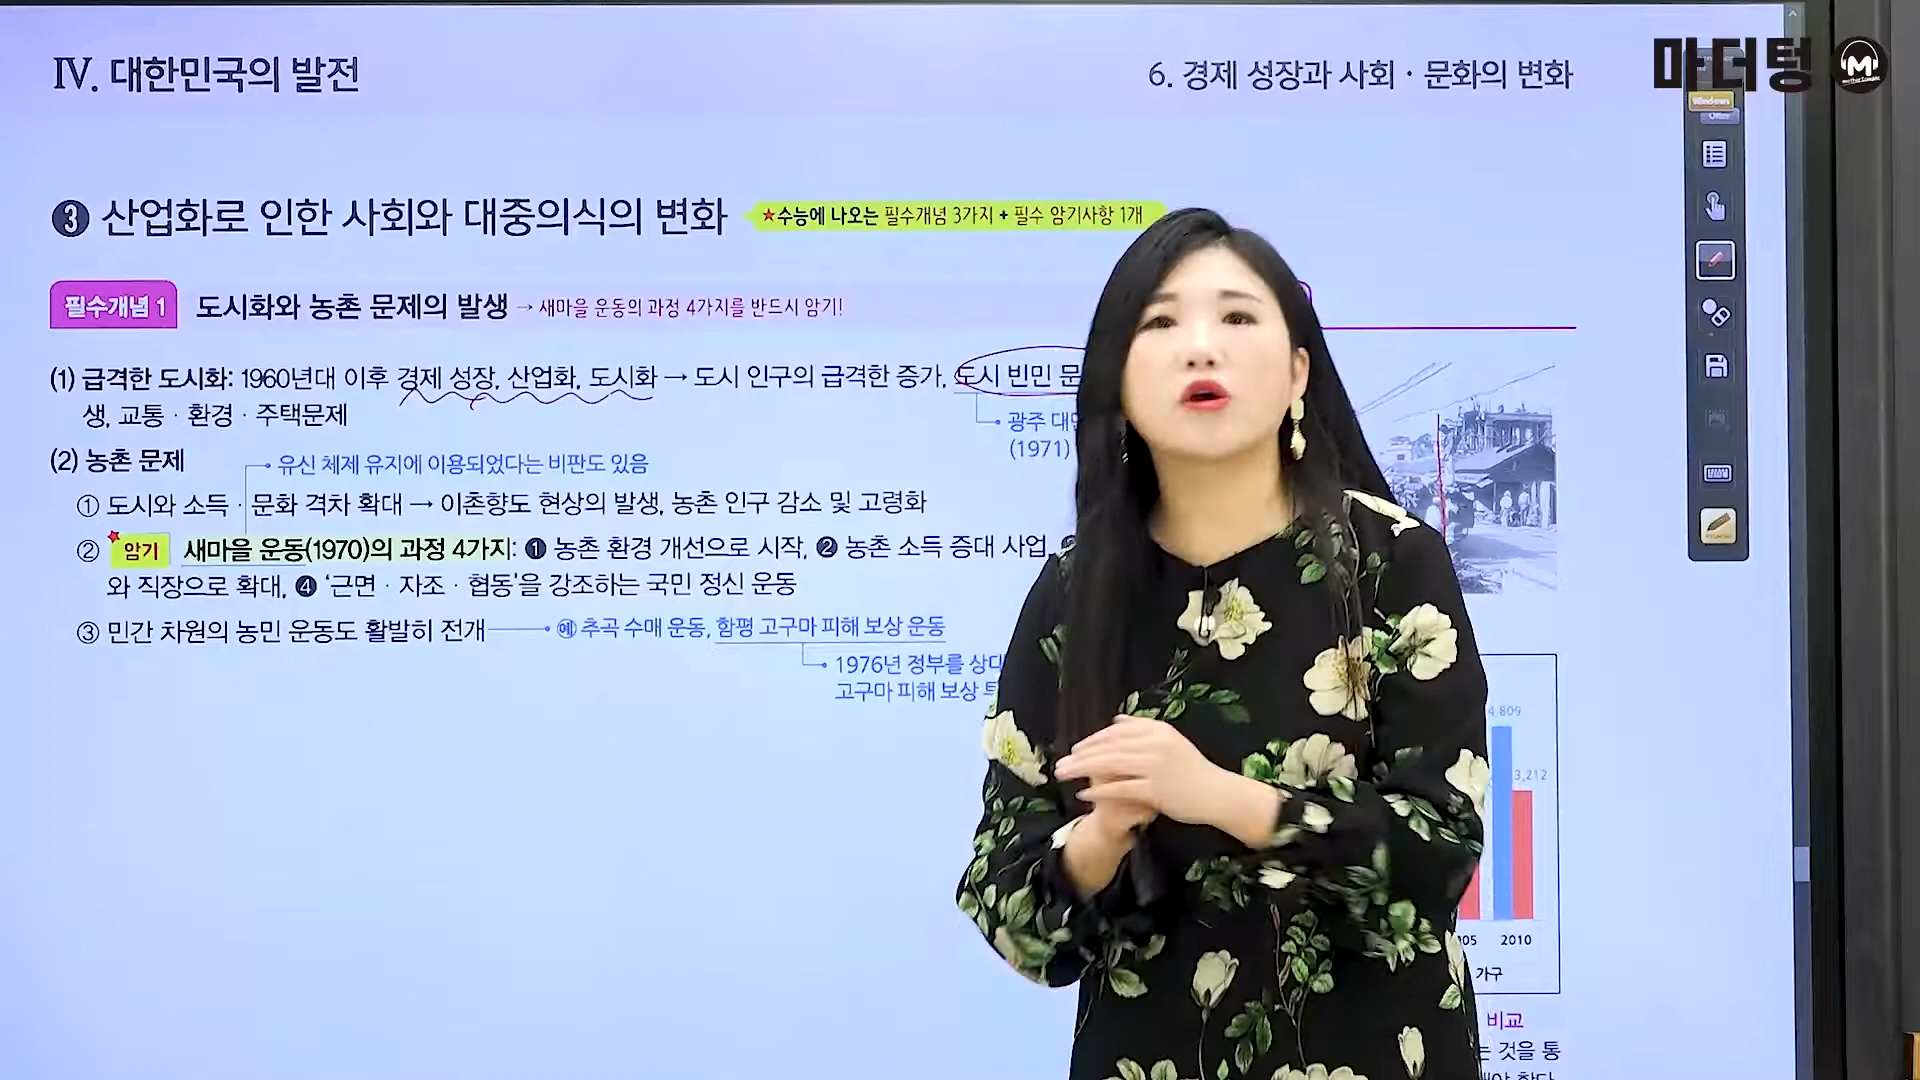 Ⅳ. 대한민국의 발전
6. 경제 성장과 사회 · 문화의 변화
마더텅
M
Windows
❸ 산업화로 인한 사회와 대중의식의 변화
★수능에 나오는 필수개념 3가지 + 필수 암기사항 1개
필수개념 1 도시화와 농촌 문제의 발생 → 새마을 운동의 과정 4가지를 반드시 암기!
(1) 급격한 도시화: 1960년대 이후 경제 성장, 산업화, 도시화 → 도시 인구의 급격한 증가, 도시 빈민
생, 교통 · 환경 · 주택문제
광주
(1971)
(2) 농촌 문제
유신 체제 유지에 이용되었다는 비판도 있음
① 도시와 소득 · 문화 격차 확대 → 이촌향도 현상의 발생, 농촌 인구 감소 및 고령화
② 암기 새마을 운동(1970)의 과정 4가지: ❶ 농촌 환경 개선으로 시작, ❷ 농촌 소득 증대 사업,
와 직장으로 확대, ❹ ‘근면 · 자조 · 협동’을 강조하는 국민 정신 운동
③ 민간 차원의 농민 운동도 활발히 전개 예 추곡 수매 운동, 함평 고구마 피해 보상 운동
1976년 정부를
고구마 피해 보상
4,809
3,212
2010
가구
비교
것을 통